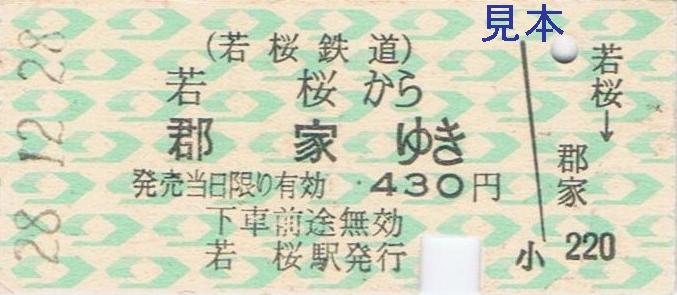 28.12.28
(若桜鉄道)
若桜から
郡家ゆき
発売当日限り有効 430円
下車前途無効
若桜駅発行
見本
若桜→郡家
小 220